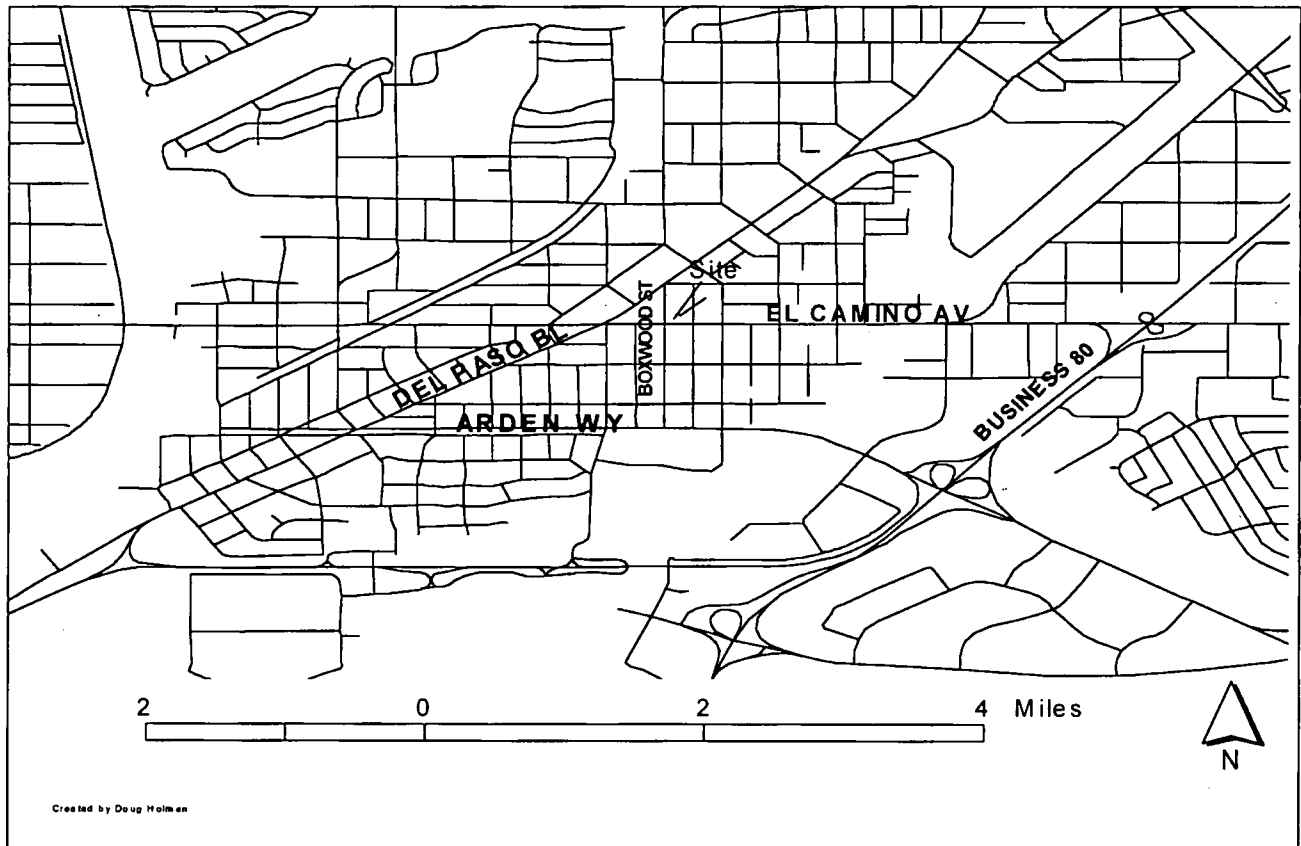 Site
BOXWOOD ST
EL CAMINO AV
DEL PASO BL
ARDEN WY
BUSINESS 80
2 0 2 4 Miles
N
Created by Doug Holmen